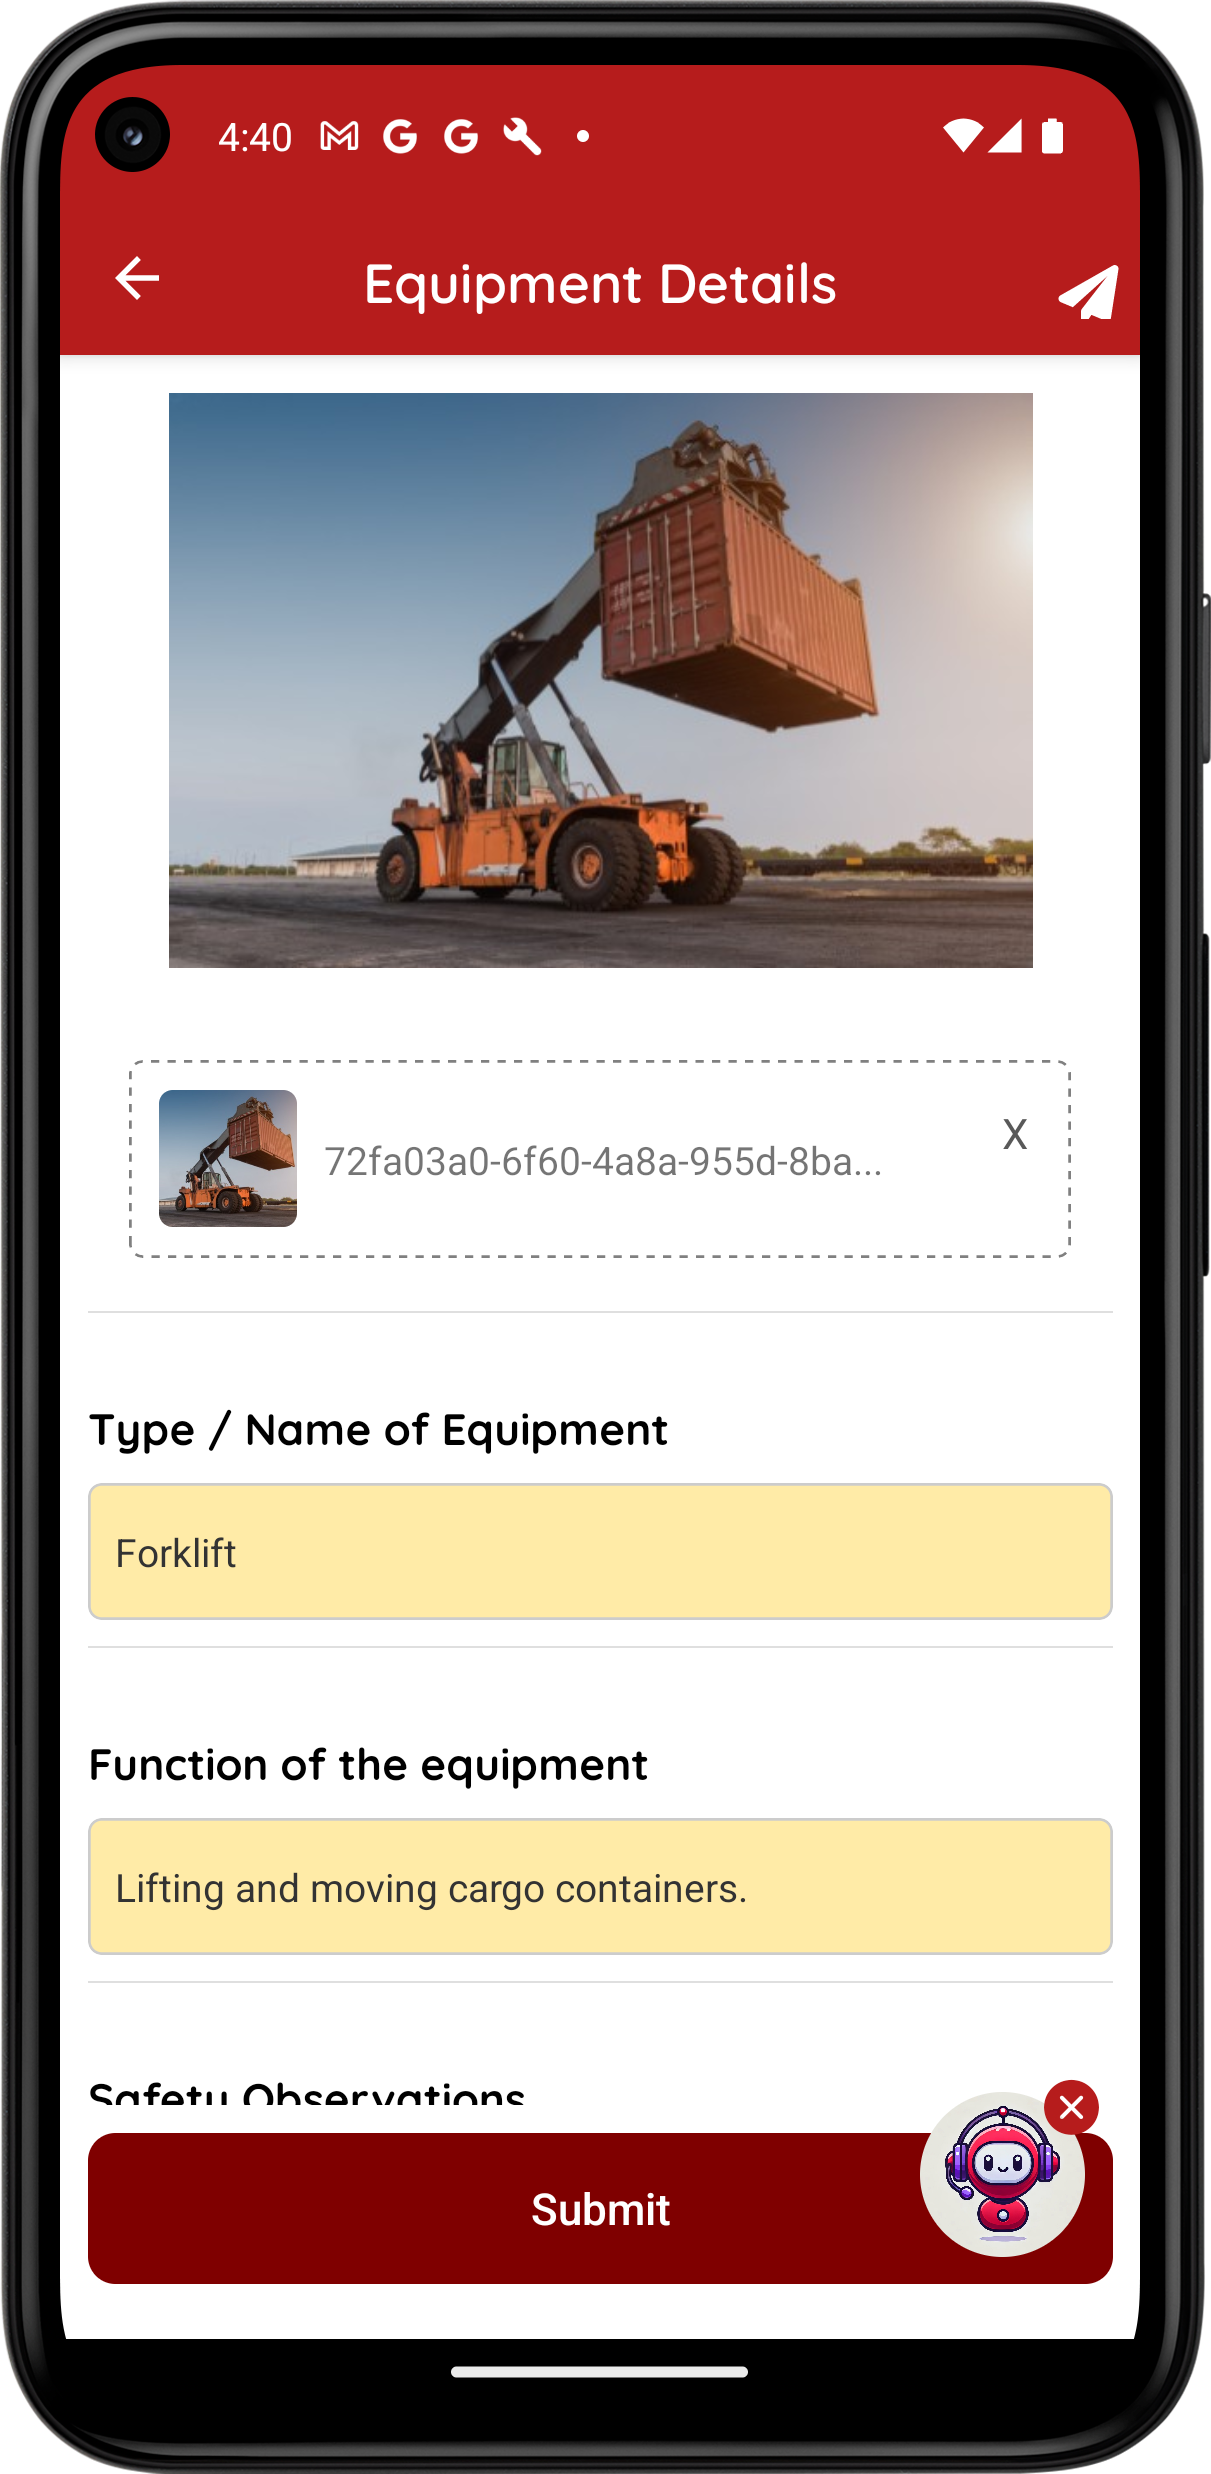 4:40
Equipment Details
72fa03a0-6f60-4a8a-955d-8ba...
X
Type / Name of Equipment
Forklift
Function of the equipment
Lifting and moving cargo containers.
Safety Observations
Submit